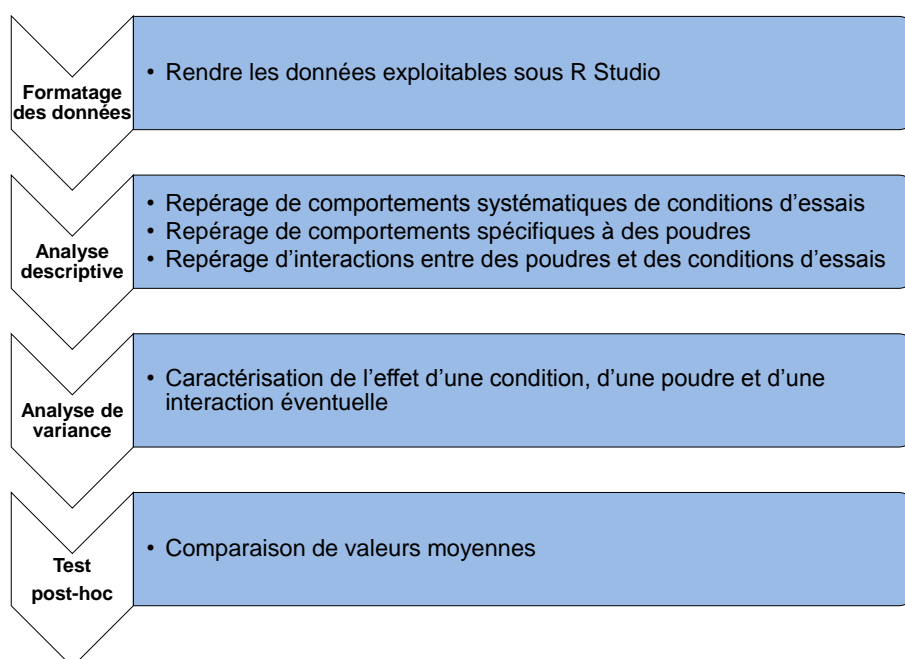 Formatage
des données
• Rendre les données exploitables sous R Studio
Analyse
descriptive
• Repérage de comportements systématiques de conditions d'essais
• Repérage de comportements spécifiques à des poudres
• Repérage d'interactions entre des poudres et des conditions d'essais
Analyse de
variance
• Caractérisation de l'effet d'une condition, d'une poudre et d'une
interaction éventuelle
Test
post-hoc
• Comparaison de valeurs moyennes